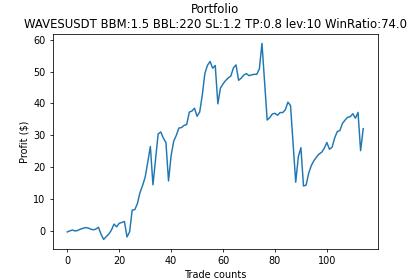 Portfolio
WAVESUSDT BBM:1.5 BBL:220 SL:1.2 TP:0.8 lev:10 WinRatio:74.0
60
50
40
30
20
10
0
Profit ($)
0 20 40 60 80 100
Trade counts